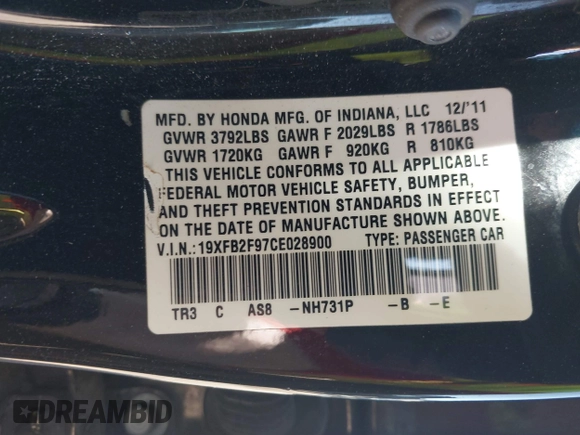 MFD. BY HONDA MFG. OF INDIANA, LLC 12/'11
GVWR 3792LBS GAWR F 2029LBS R 1786LBS
GVWR 1720KG GAWR F 920KG R 810KG
THIS VEHICLE CONFORMS TO ALL APPLICABLE
FEDERAL MOTOR VEHICLE SAFETY, BUMPER,
AND THEFT PREVENTION STANDARDS IN EFFECT
ON THE DATE OF MANUFACTURE SHOWN ABOVE.
V.I.N.:19XFB2F97CE028900 TYPE: PASSENGER CAR
TR3 C AS8 -NH731P -B -E
DREAMBID